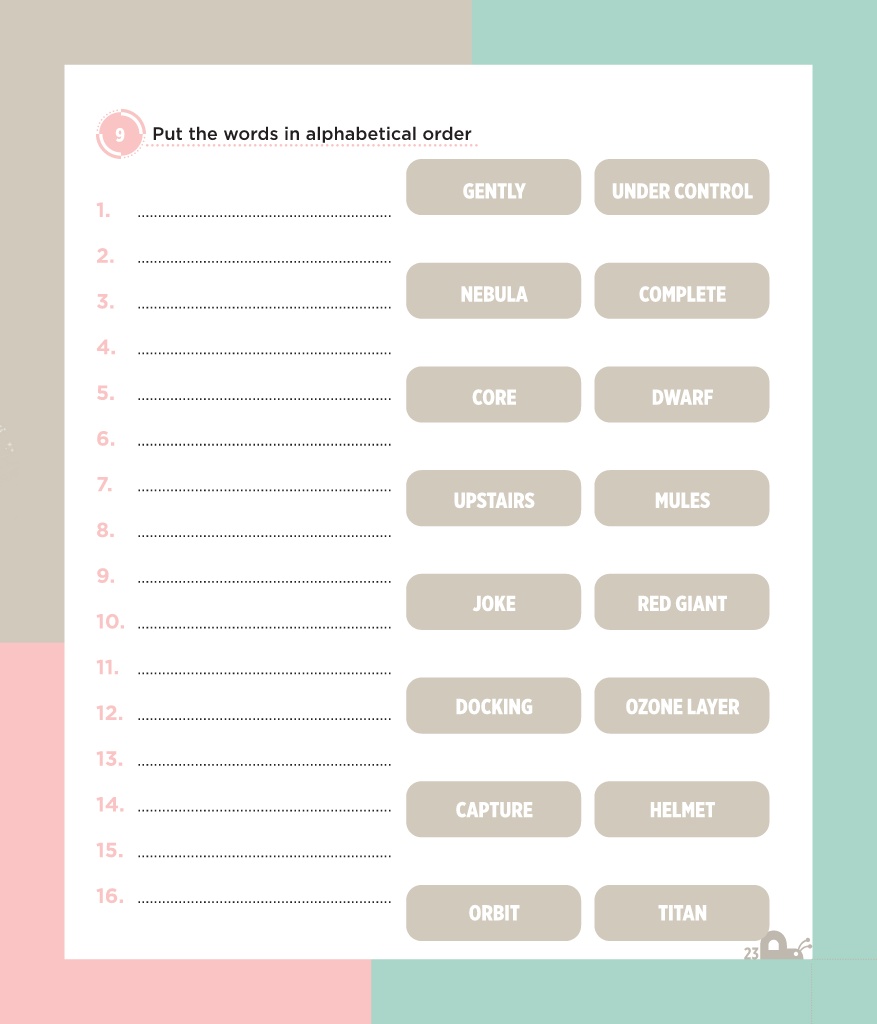 9 Put the words in alphabetical order
1. ..............................
2. ..............................
3. ..............................
4. ..............................
5. ..............................
6. ..............................
7. ..............................
8. ..............................
9. ..............................
10. ..............................
11. ..............................
12. ..............................
13. ..............................
14. ..............................
15. ..............................
16. ..............................
GENTLY UNDER CONTROL
NEBULA COMPLETE
CORE DWARF
UPSTAIRS MULES
JOKE RED GIANT
DOCKING OZONE LAYER
CAPTURE HELMET
ORBIT TITAN
23